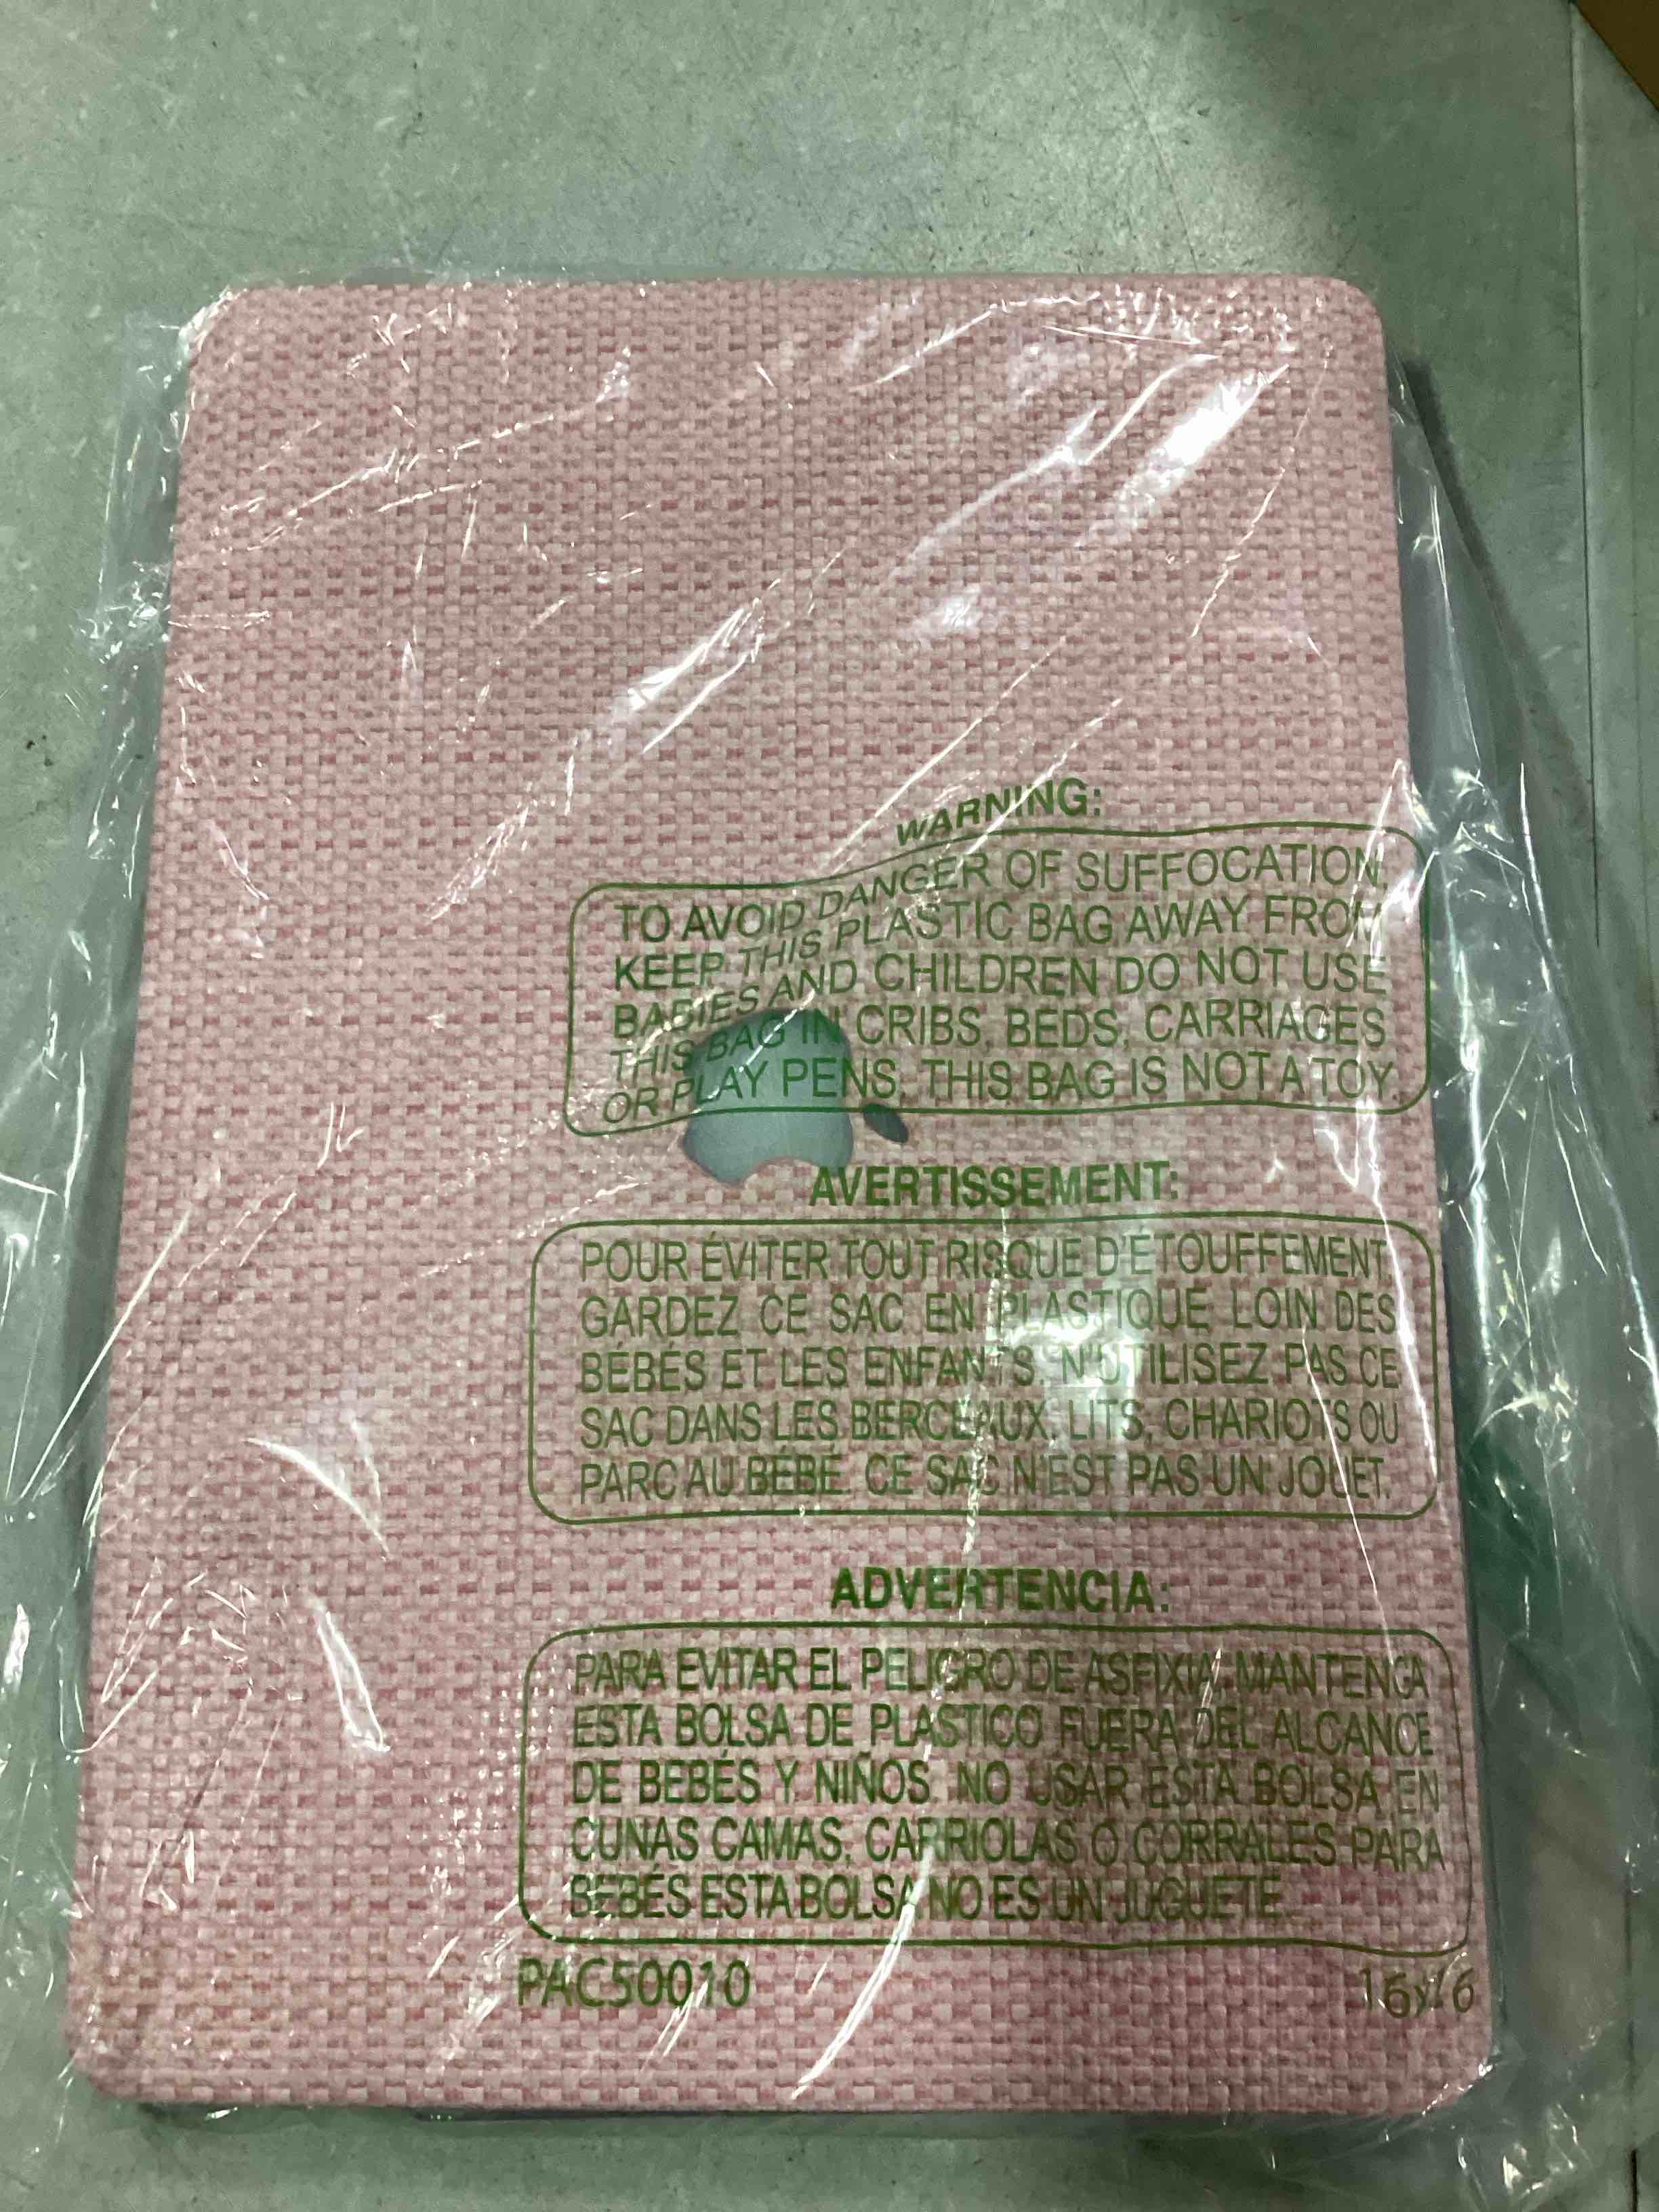 WARNING:
TO AVOID DANGER OF SUFFOCATION,
KEEP THIS PLASTIC BAG AWAY FROM
BABIES AND CHILDREN DO NOT USE
THIS BAG IN CRIBS, BEDS, CARRIAGES
OR PLAY PENS, THIS BAG IS NOT A TOY.
AVERTISSEMENT:
POUR ÉVITER TOUT RISQUE D'ÉTOUFFEMENT,
GARDEZ CE SAC EN PLASTIQUE LOIN DES
BÉBÉS ET LES ENFANTS. N'UTILISEZ PAS CE
SAC DANS LES BERCEAUX, LITS, CHARIOTS OU
PARC AU BÉBÉ. CE SAC N'EST PAS UN JOUET.
ADVERTENCIA:
PARA EVITAR EL PELIGRO DE ASFIXIA, MANTENGA
ESTA BOLSA DE PLASTICO FUERA DEL ALCANCE
DE BEBÉS Y NIÑOS. NO USAR ESTA BOLSA EN
CUNAS CAMAS, CARRIOLAS O CORRALES PARA
BEBÉS ESTA BOLSA NO ES UN JUGUETE.
PAC50010
16x16